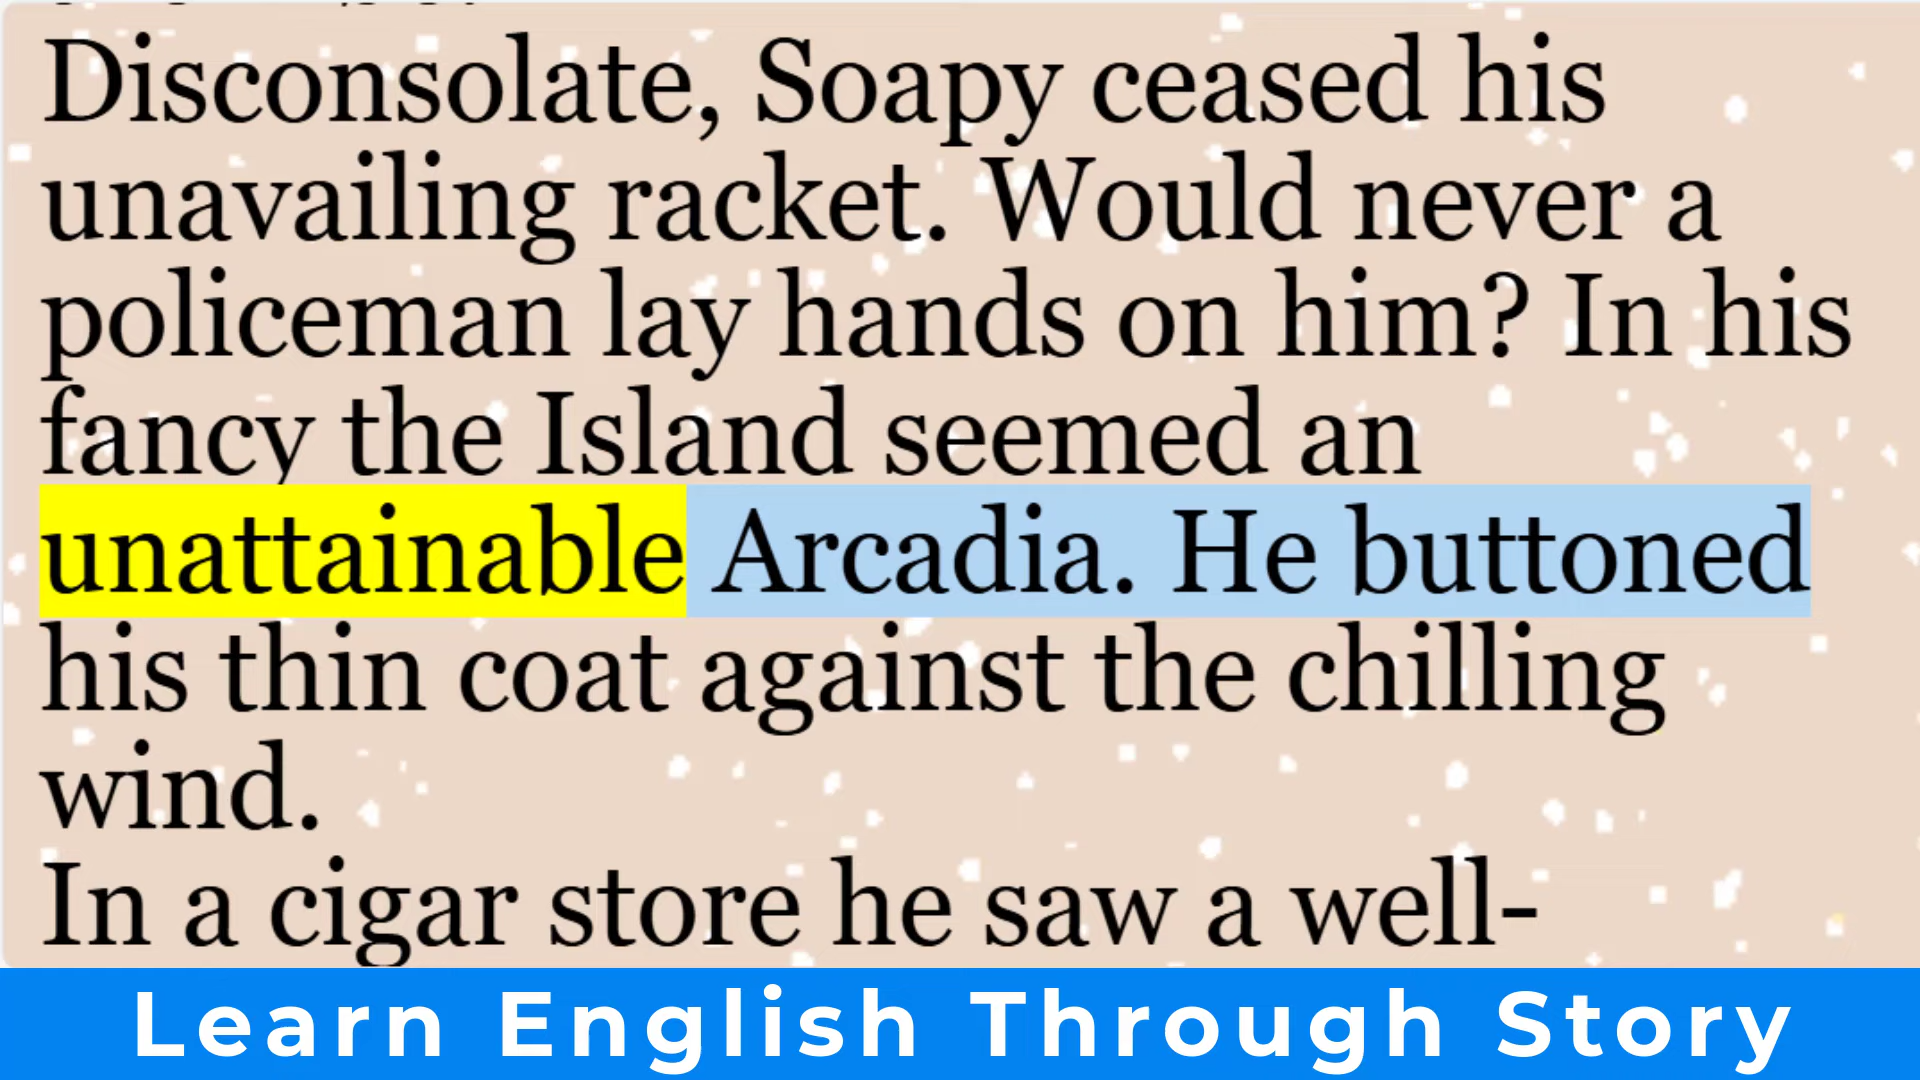 Disconsolate, Soapy ceased his
unavailing racket. Would never a
policeman lay hands on him? In his
fancy the Island seemed an
unattainable Arcadia. He buttoned
his thin coat against the chilling
wind.
In a cigar store he saw a well-
Learn English Through Story